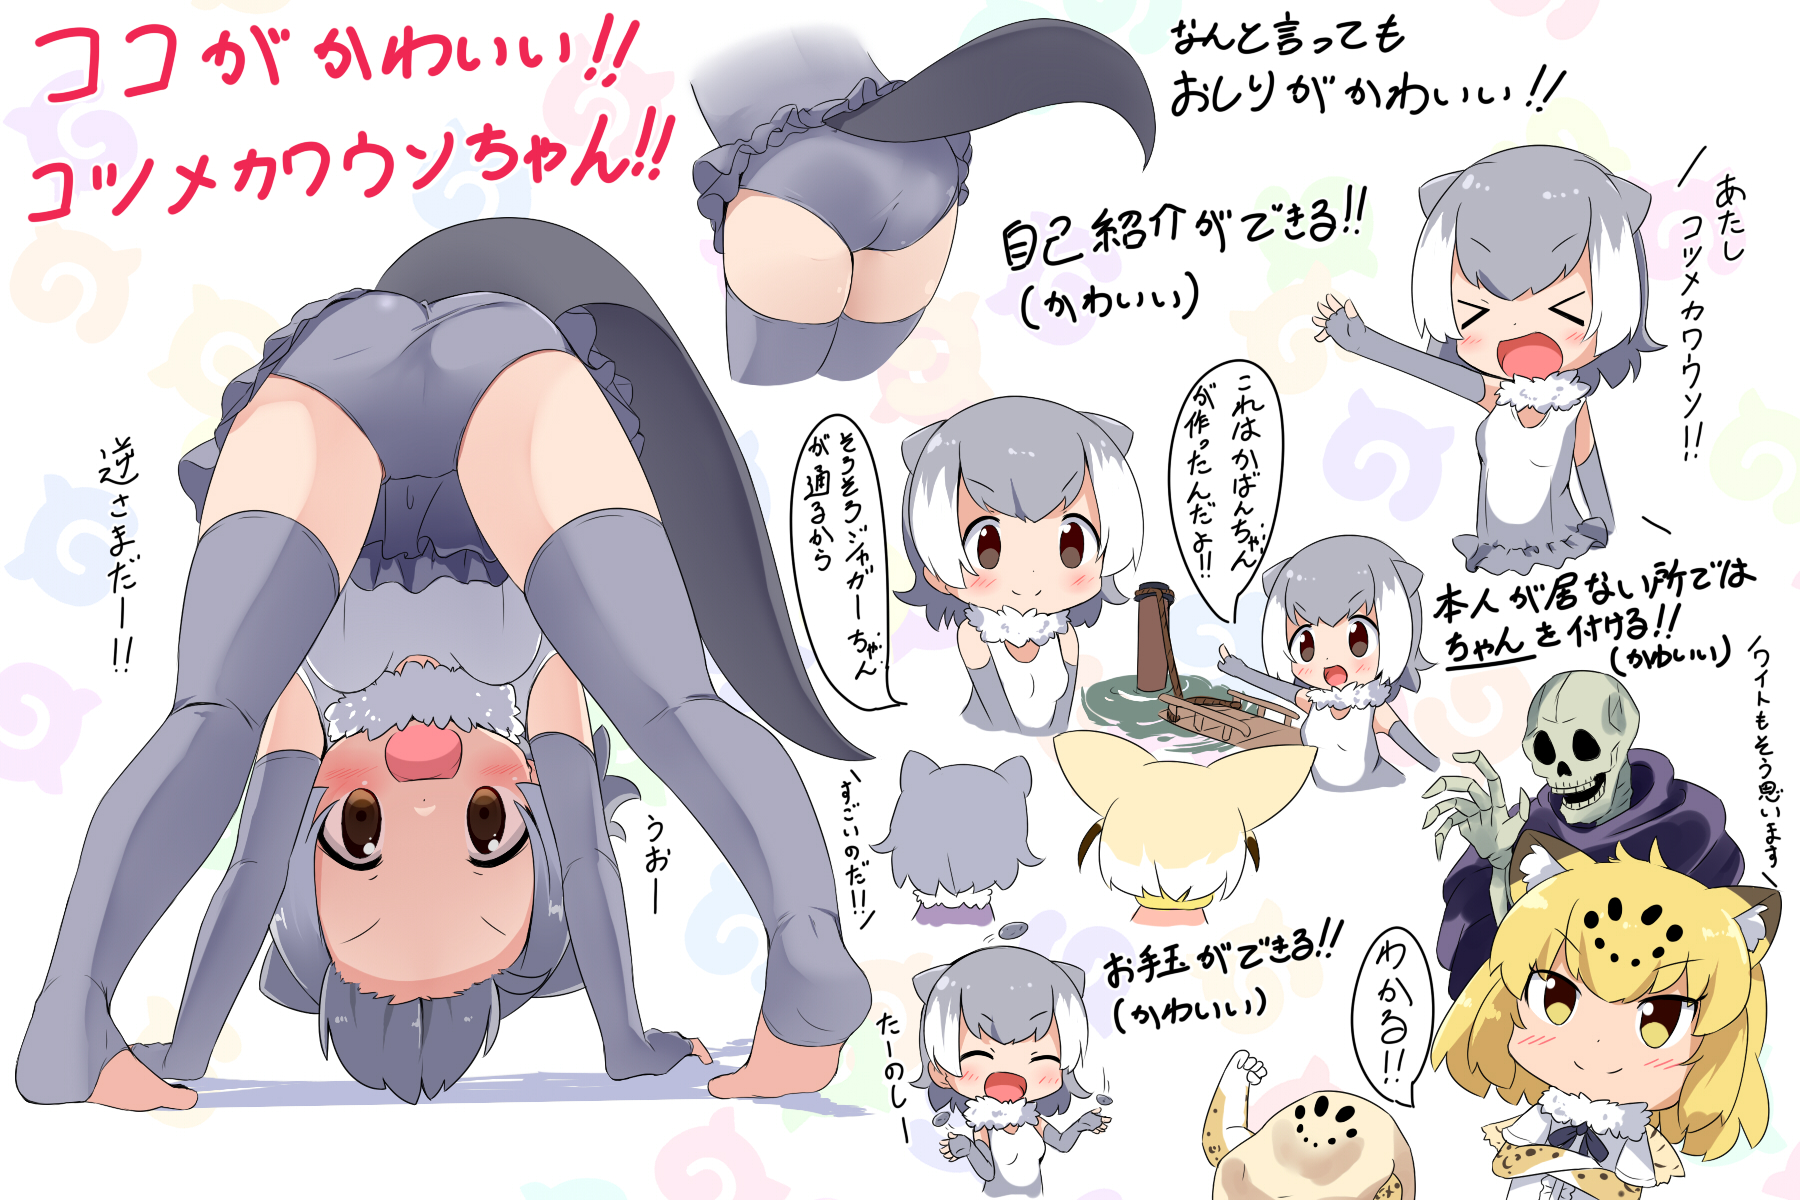 ココがかわいい!!
コツメカワウソちゃん!!
なんと言っても
おしりがかわいい!!
自己紹介ができる!!
(かわいい)
あたし
コツメカワウソ!!
これはかばんちゃん
が作ったんだよ!!
そろそろジャガーちゃん
が通るから
本人が居ない所では
ちゃんを付ける!!
(かわいい)
ワイトもそう思います
逆さまだー!!
うおー
すごいのだ!!
お手玉ができる!!
(かわいい)
たーのしー
わかる!!